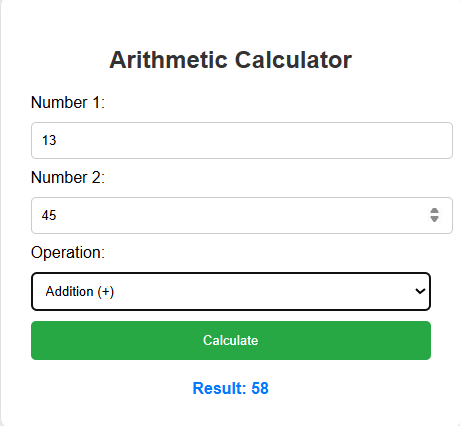 Arithmetic Calculator
Number 1:
13
Number 2:
45
Operation:
Addition (+)
Calculate
Result: 58